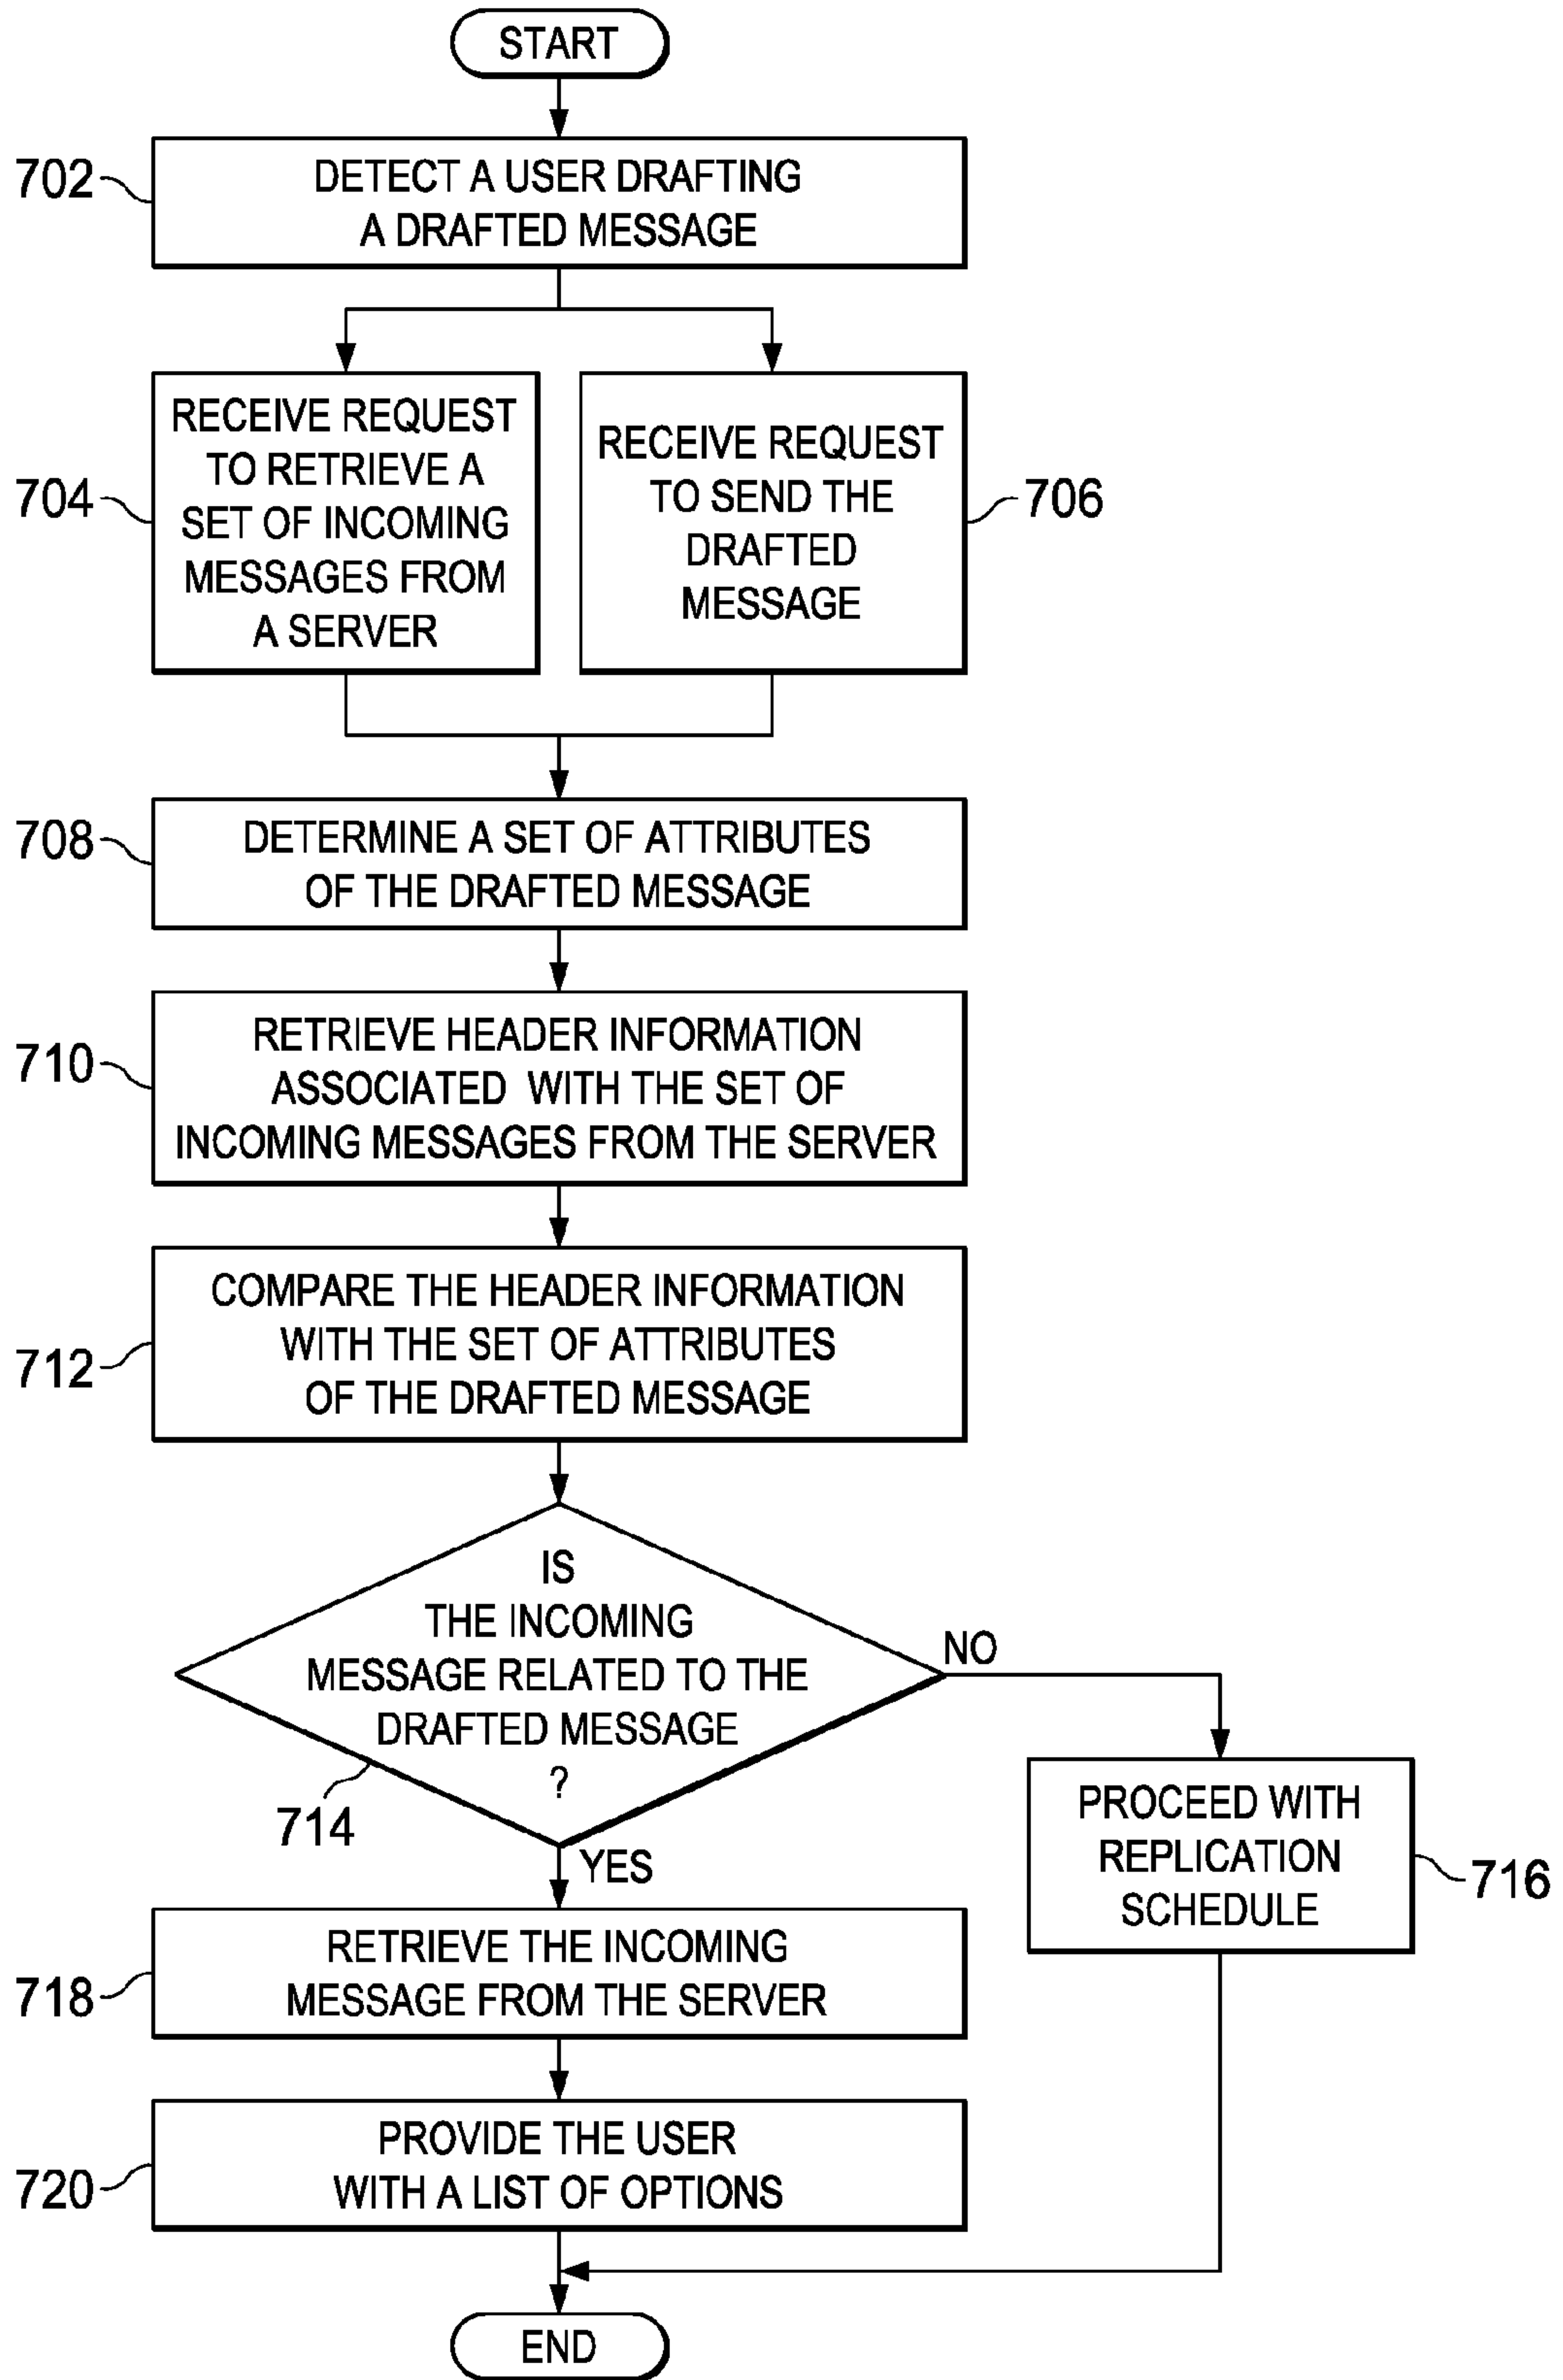 START
702
DETECT A USER DRAFTING
A DRAFTED MESSAGE
704
RECEIVE REQUEST
TO RETRIEVE A
SET OF INCOMING
MESSAGES FROM
A SERVER
RECEIVE REQUEST
TO SEND THE
DRAFTED
MESSAGE
706
708
DETERMINE A SET OF ATTRIBUTES
OF THE DRAFTED MESSAGE
710
RETRIEVE HEADER INFORMATION
ASSOCIATED WITH THE SET OF
INCOMING MESSAGES FROM THE SERVER
712
COMPARE THE HEADER INFORMATION
WITH THE SET OF ATTRIBUTES
OF THE DRAFTED MESSAGE
IS
THE INCOMING
MESSAGE RELATED TO THE
DRAFTED MESSAGE
?
714
NO
YES
PROCEED WITH
REPLICATION
SCHEDULE
716
718
RETRIEVE THE INCOMING
MESSAGE FROM THE SERVER
720
PROVIDE THE USER
WITH A LIST OF OPTIONS
END